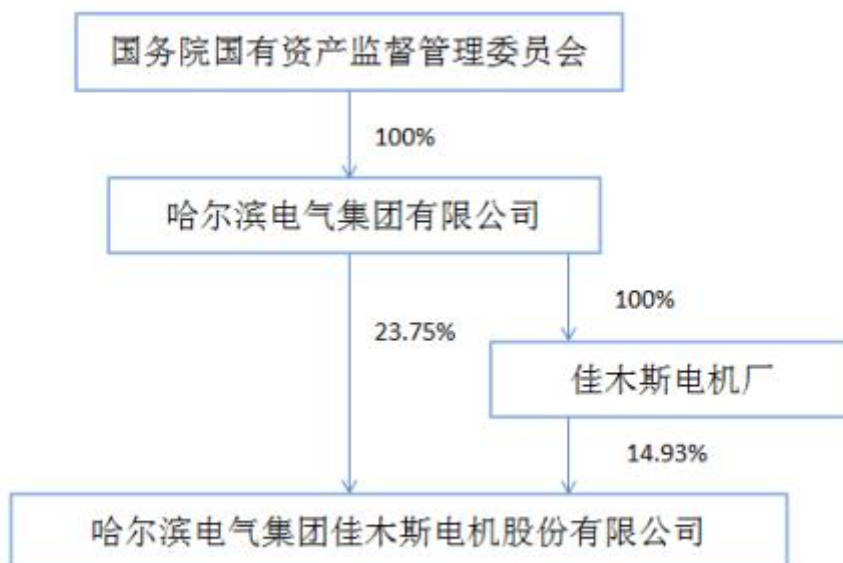 国务院国有资产监督管理委员会
100%
哈尔滨电气集团有限公司
23.75%
100%
佳木斯电机厂
14.93%
哈尔滨电气集团佳木斯电机股份有限公司